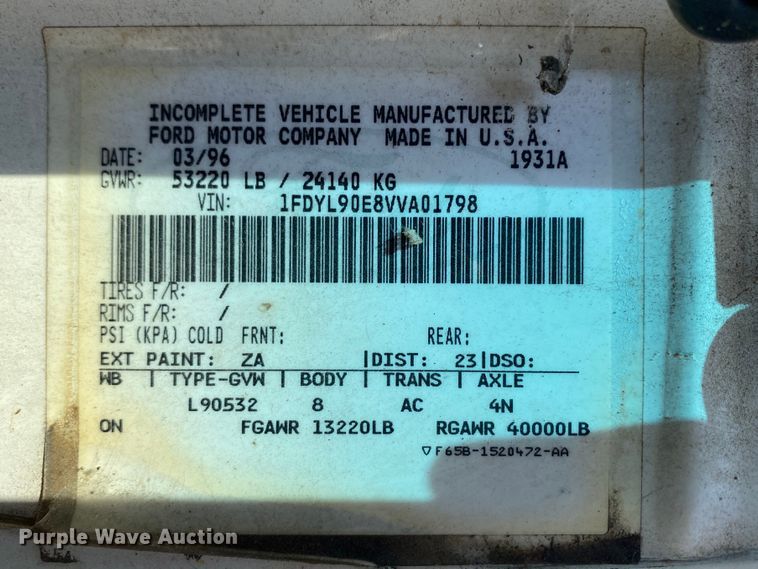 INCOMPLETE VEHICLE MANUFACTURED BY
FORD MOTOR COMPANY MADE IN U.S.A.
DATE: 03/96 1931A
GVWR: 53220 LB / 24140 KG
VIN: 1FDYL90E8VVA01798
TIRES F/R: /
RIMS F/R: /
PSI (KPA) COLD FRNT: REAR:
EXT PAINT: ZA |DIST: 23|DSO:
WB | TYPE-GVW | BODY | TRANS | AXLE
L90532 8 AC 4N
ON FGAWR 13220LB RGAWR 40000LB
▽F65B-1520472-AA
Purple Wave Auction